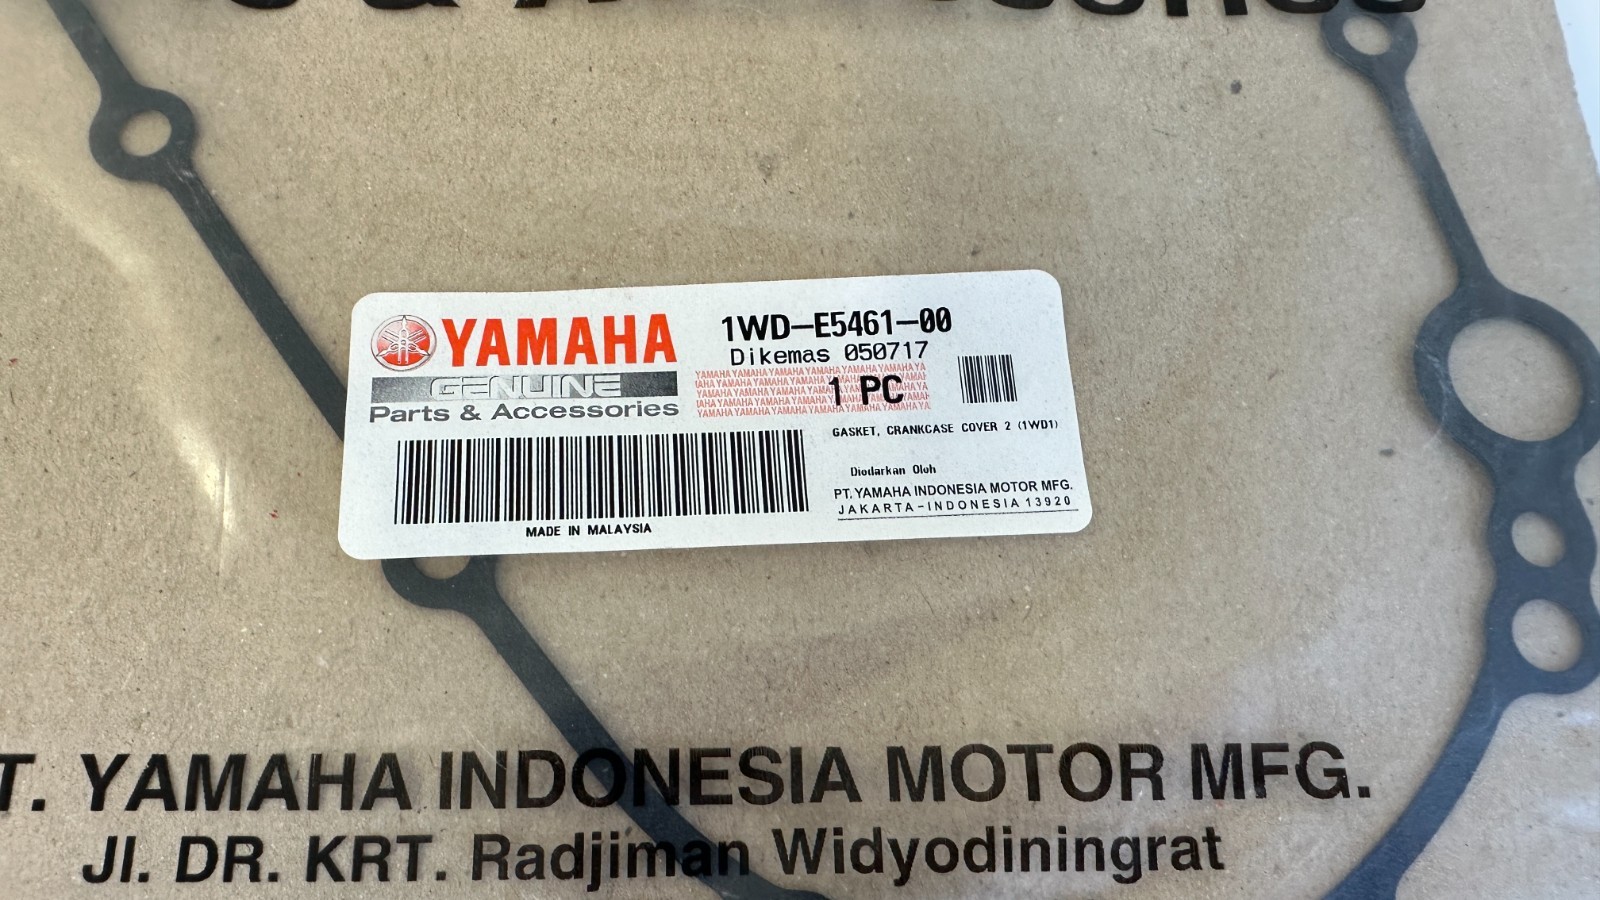 YAMAHA
GENUINE
Parts & Accessories
1WD-E5461-00
Dikemas 050717
1 PC
GASKET, CRANKCASE COVER 2 (1WD1)
MADE IN MALAYSIA
Diedarkan Oleh
PT. YAMAHA INDONESIA MOTOR MFG.
JAKARTA-INDONESIA 13920
T. YAMAHA INDONESIA MOTOR MFG.
Jl. DR. KRT. Radjiman Widyodiningrat